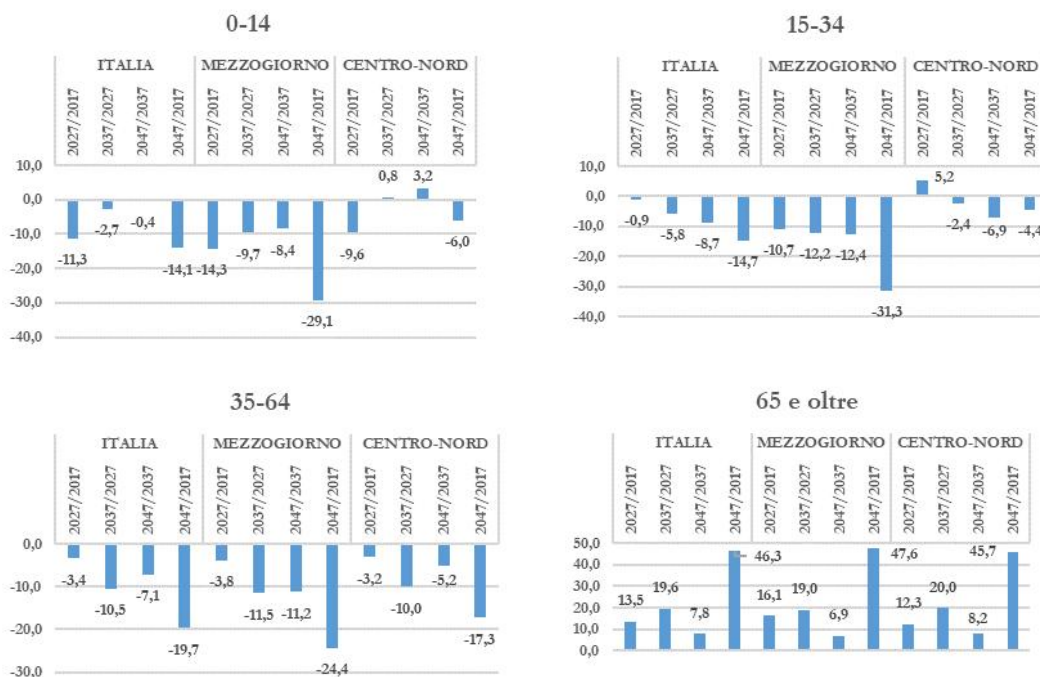 0-14
ITALIA MEZZOGIORNO CENTRO-NORD
2027/2017 2037/2027 2047/2037 2047/2017 2027/2017 2037/2027 2047/2037 2047/2017 2027/2017 2037/2027 2047/2037 2047/2017
10,0
0,0
-10,0
-20,0
-30,0
-40,0
-11,3 -2,7 -0,4 -14,1 -14,3 -9,7 -8,4 -29,1 -9,6 0,8 3,2 -6,0
15-34
ITALIA MEZZOGIORNO CENTRO-NORD
2027/2017 2037/2027 2047/2037 2047/2017 2027/2017 2037/2027 2047/2037 2047/2017 2027/2017 2037/2027 2047/2037 2047/2017
10,0
0,0
-10,0
-20,0
-30,0
-40,0
-0,9 -5,8 -8,7 -14,7 -10,7 -12,2 -12,4 -31,3 5,2 -2,4 -6,9 -4,4
35-64
ITALIA MEZZOGIORNO CENTRO-NORD
2027/2017 2037/2027 2047/2037 2047/2017 2027/2017 2037/2027 2047/2037 2047/2017 2027/2017 2037/2027 2047/2037 2047/2017
0,0
-10,0
-20,0
-30,0
-3,4 -10,5 -7,1 -19,7 -3,8 -11,5 -11,2 -24,4 -3,2 -10,0 -5,2 -17,3
65 e oltre
ITALIA MEZZOGIORNO CENTRO-NORD
2027/2017 2037/2027 2047/2037 2047/2017 2027/2017 2037/2027 2047/2037 2047/2017 2027/2017 2037/2027 2047/2037 2047/2017
50,0
40,0
30,0
20,0
10,0
0,0
13,5 19,6 7,8 46,3 16,1 19,0 6,9 47,6 12,3 20,0 8,2 45,7